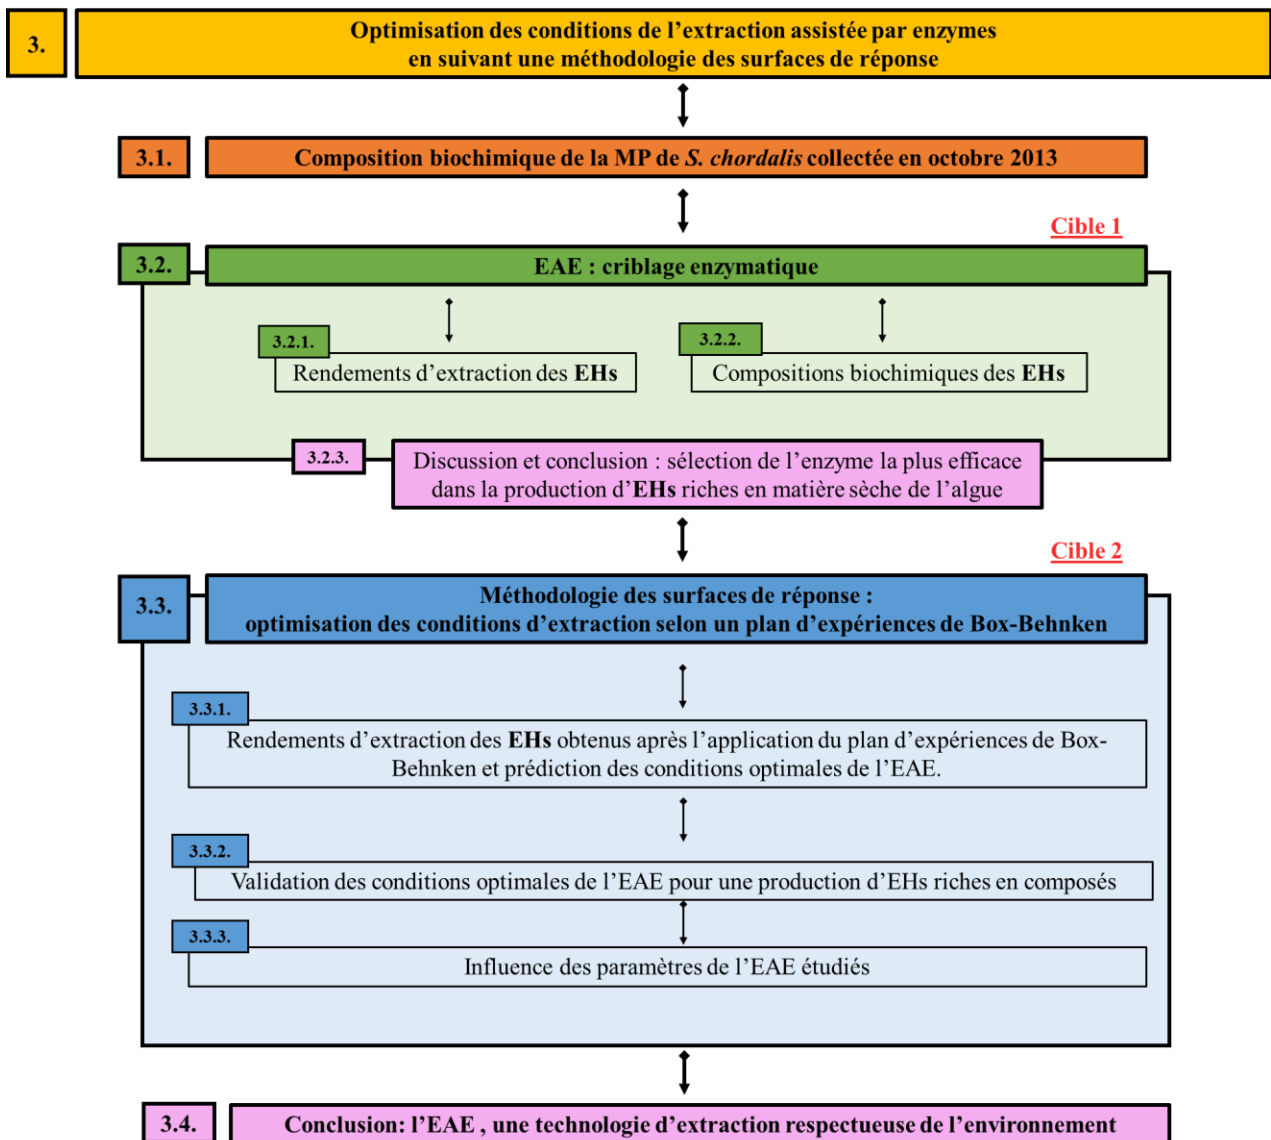 3.
Optimisation des conditions de l’extraction assistée par enzymes
en suivant une méthodologie des surfaces de réponse
3.1.
Composition biochimique de la MP de S. chordalis collectée en octobre 2013
Cible 1
3.2.
EAE : criblage enzymatique
3.2.1.
Rendements d’extraction des EHs
3.2.2.
Compositions biochimiques des EHs
3.2.3.
Discussion et conclusion : sélection de l’enzyme la plus efficace
dans la production d’EHs riches en matière sèche de l’algue
Cible 2
3.3.
Méthodologie des surfaces de réponse :
optimisation des conditions d’extraction selon un plan d’expériences de Box-Behnken
3.3.1.
Rendements d’extraction des EHs obtenus après l’application du plan d’expériences de Box-
Behnken et prédiction des conditions optimales de l’EAE.
3.3.2.
Validation des conditions optimales de l’EAE pour une production d’EHs riches en composés
3.3.3.
Influence des paramètres de l’EAE étudiés
3.4.
Conclusion: l’EAE , une technologie d’extraction respectueuse de l’environnement